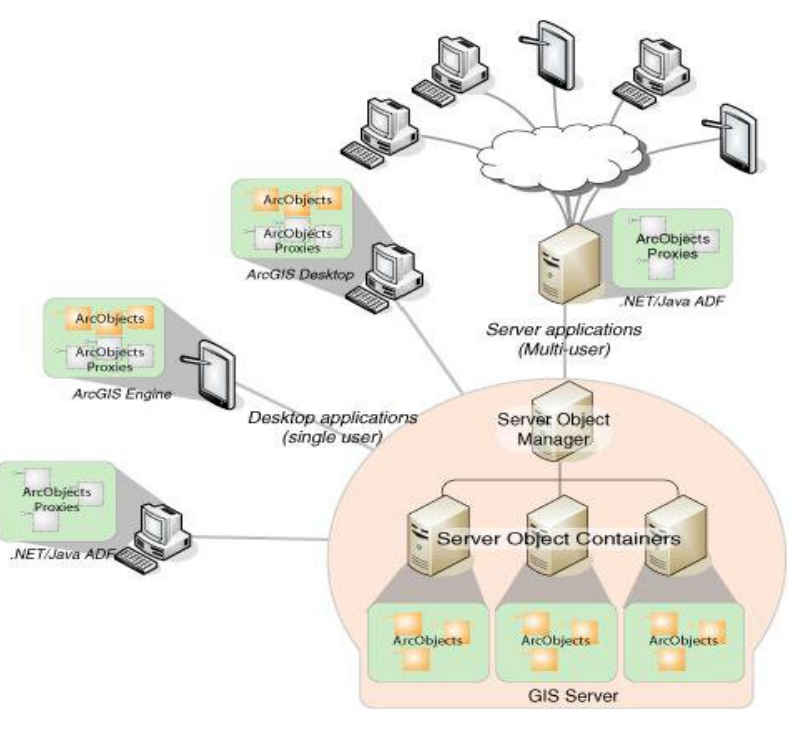 ArcObjects
ArcObjects
Proxies
ArcGIS Desktop
ArcObjects
Proxies
.NET/Java ADF
Server applications
(Multi-user)
ArcObjects
ArcObjects
Proxies
ArcGIS Engine
Desktop applications
(single user)
Server Object
Manager
ArcObjects
Proxies
.NET/Java ADF
Server Object Containers
ArcObjects
ArcObjects
ArcObjects
GIS Server